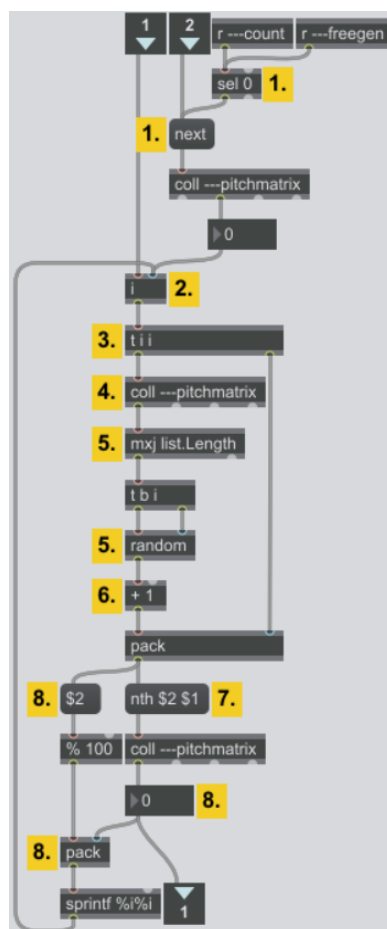 1 2 r ---count r ---freegen
sel 0 1.
1. next
coll ---pitchmatrix
0
i 2.
3. t i i
4. coll ---pitchmatrix
5. mxj list.Length
t b i
5. random
6. + 1
pack
8. $2 nth $2 $1 7.
% 100 coll ---pitchmatrix
0 8.
8. pack
sprintf %i%i 1